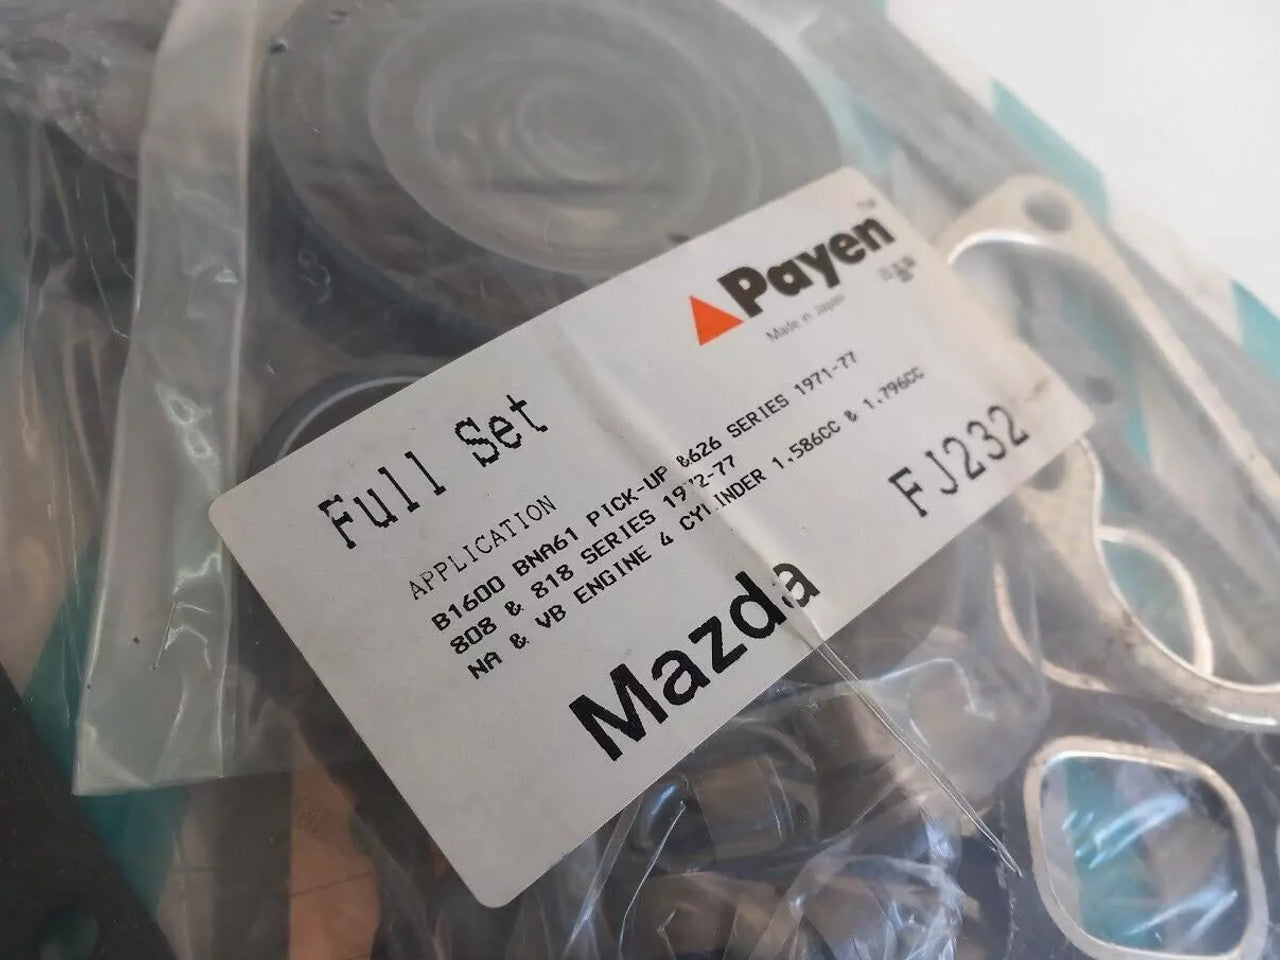 Payen™
Made in Japan
Full Set
APPLICATION
B1600 BNA61 PICK-UP &626 SERIES 1971-77
808 & 818 SERIES 1972-77
NA & VB ENGINE 4 CYLINDER 1.586CC & 1.796CC
FJ232
Mazda